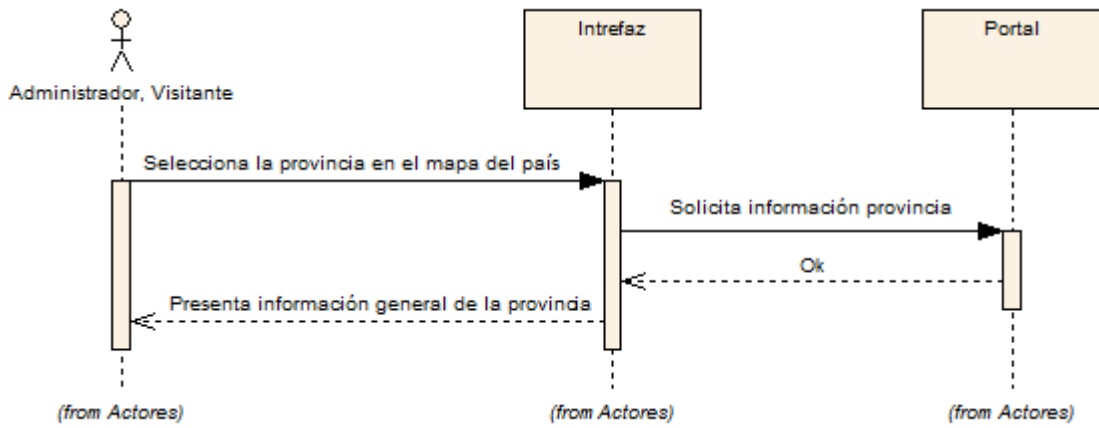 Intrefaz
Portal
Administrador, Visitante
Selecciona la provincia en el mapa del país
Solicita información provincia
Ok
Presenta información general de la provincia
(from Actores)
(from Actores)
(from Actores)